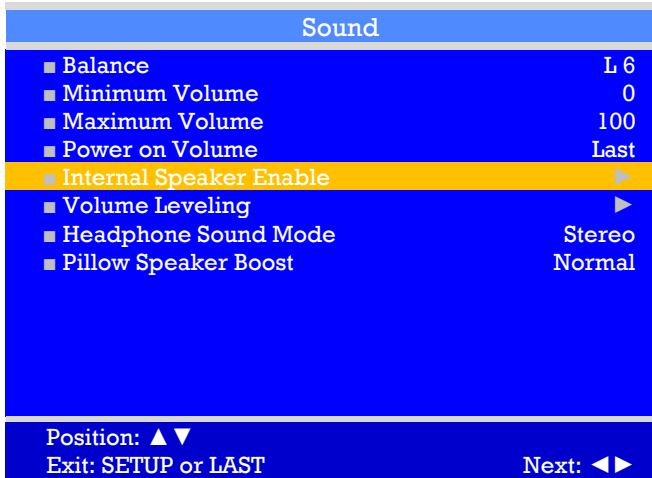 Sound
■ Balance L 6
■ Minimum Volume 0
■ Maximum Volume 100
■ Power on Volume Last
■ Internal Speaker Enable ►
■ Volume Leveling ►
■ Headphone Sound Mode Stereo
■ Pillow Speaker Boost Normal
Position: ▲▼
Exit: SETUP or LAST Next: ◄►